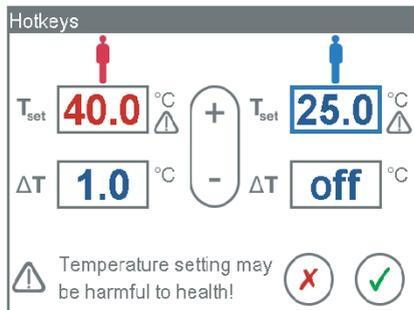 Hotkeys
Tset 40.0 °C + Tset 25.0 °C
ΔT 1.0 °C - ΔT off °C
Temperature setting may
be harmful to health!